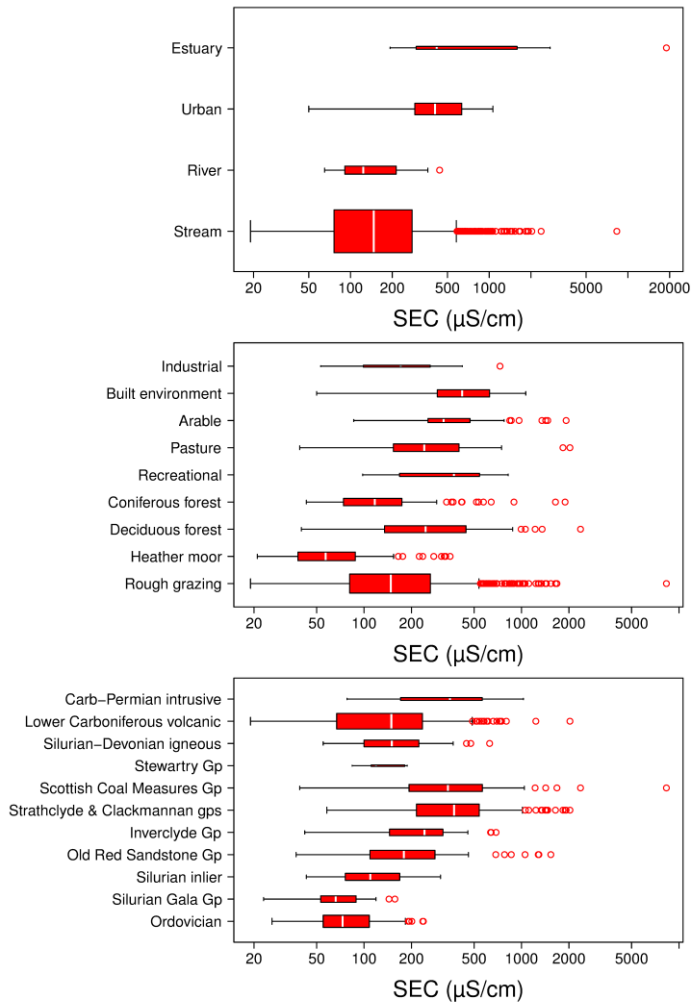 Estuary
Urban
River
Stream
20 50 100 200 500 1000 5000 20000
SEC (µS/cm)
Industrial
Built environment
Arable
Pasture
Recreational
Coniferous forest
Deciduous forest
Heather moor
Rough grazing
20 50 100 200 500 1000 2000 5000
SEC (µS/cm)
Carb−Permian intrusive
Lower Carboniferous volcanic
Silurian−Devonian igneous
Stewartry Gp
Scottish Coal Measures Gp
Strathclyde & Clackmannan gps
Inverclyde Gp
Old Red Sandstone Gp
Silurian inlier
Silurian Gala Gp
Ordovician
20 50 100 200 500 1000 2000 5000
SEC (µS/cm)